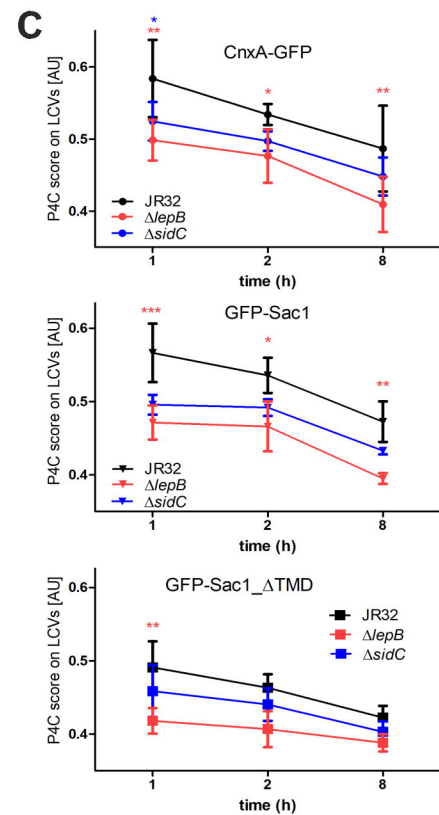 C
CnxA-GFP
*
**
*
**
P4C score on LCVs [AU]
0.6
0.5
0.4
JR32
ΔlepB
ΔsidC
1
2
8
time (h)
GFP-Sac1
***
*
**
P4C score on LCVs [AU]
0.6
0.5
0.4
JR32
ΔlepB
ΔsidC
1
2
8
time (h)
GFP-Sac1_ΔTMD
**
P4C score on LCVs [AU]
0.6
0.5
0.4
JR32
ΔlepB
ΔsidC
1
2
8
time (h)